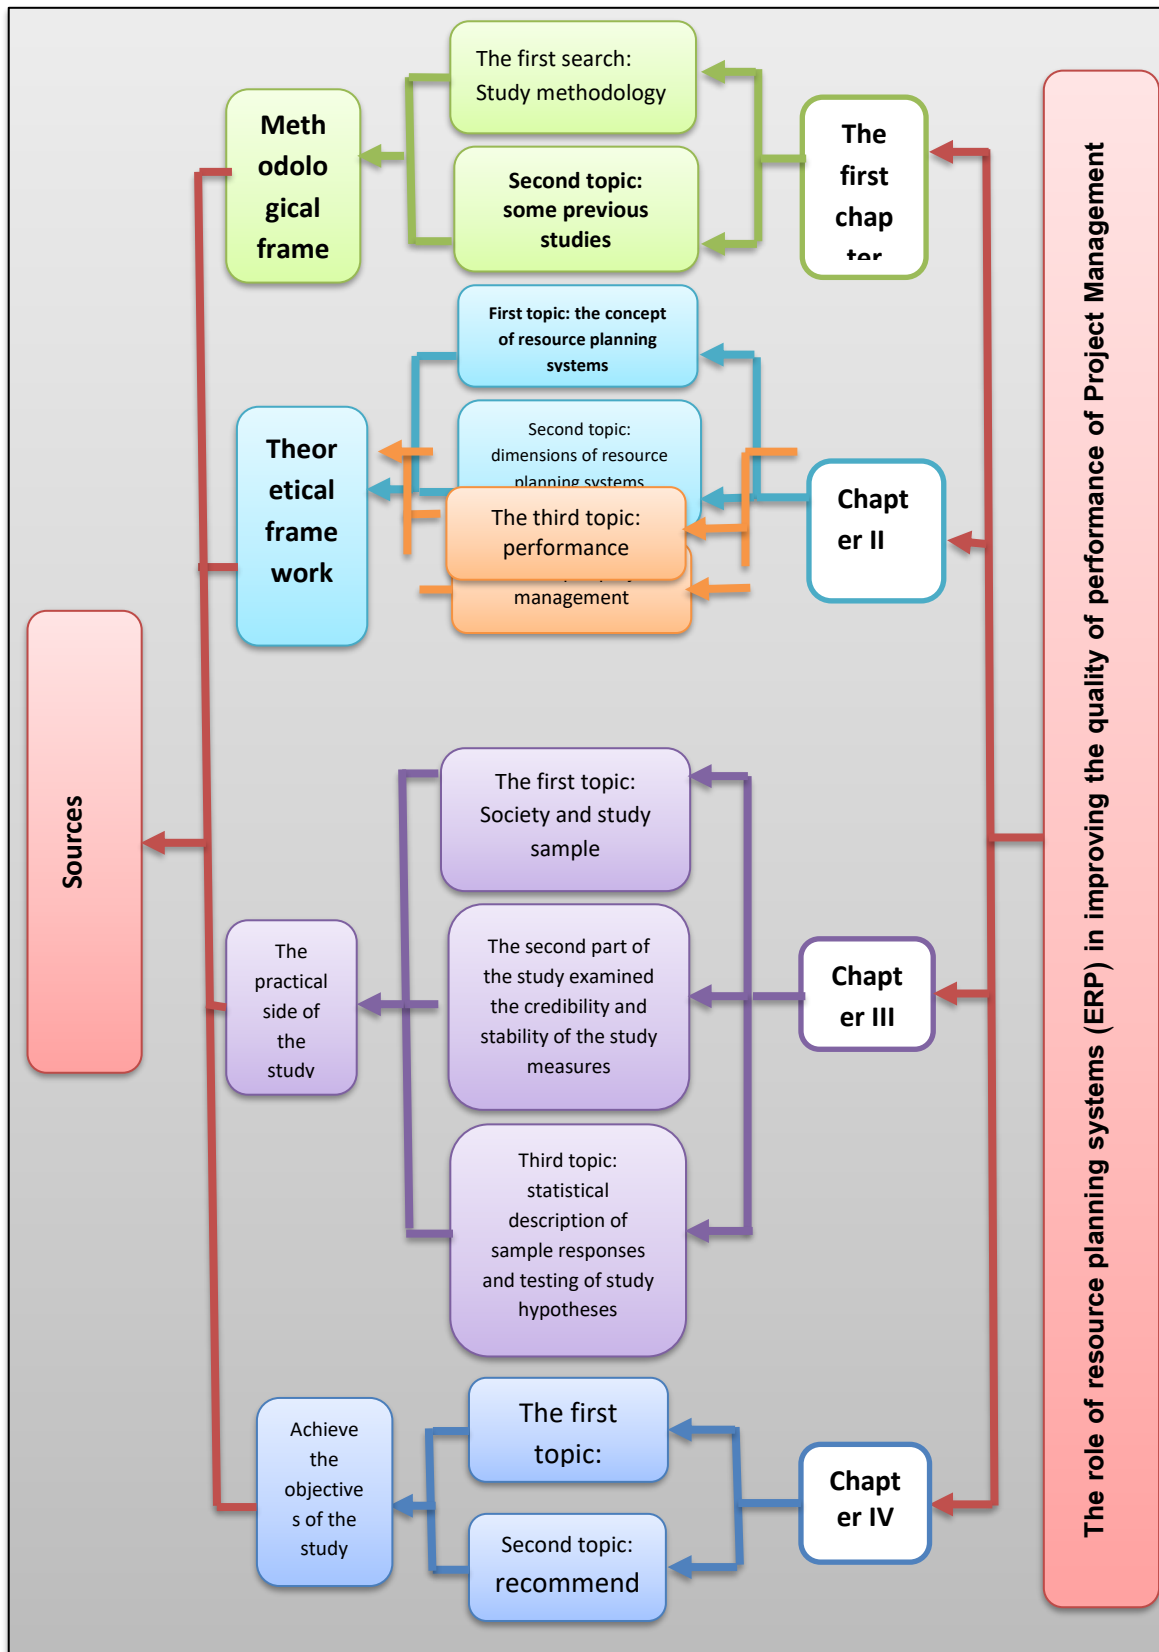 The first search:
Study methodology
Meth
odolo
gical
frame
The
first
chap
ter
Second topic:
some previous
studies
First topic: the concept
of resource planning
systems
Second topic:
dimensions of resource
planning systems
Theor
etical
frame
work
The third topic:
performance
management
Chapt
er II
The first topic:
Society and study
sample
The second part of
the study examined
the credibility and
stability of the study
measures
The
practical
side of
the
study
Chapt
er III
Third topic:
statistical
description of
sample responses
and testing of study
hypotheses
The first
topic:
Achieve
the
objective
s of the
study
Chapt
er IV
Second topic:
recommend
Sources
The role of resource planning systems (ERP) in improving the quality of performance of Project Management